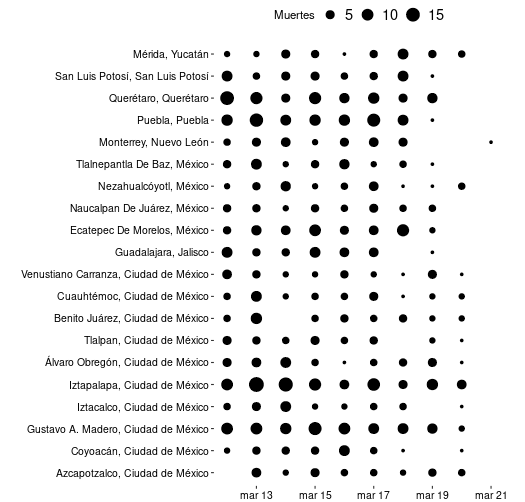 Muertes 5 10 15
Mérida, Yucatán
San Luis Potosí, San Luis Potosí
Querétaro, Querétaro
Puebla, Puebla
Monterrey, Nuevo León
Tlalnepantla De Baz, México
Nezahualcóyotl, México
Naucalpan De Juárez, México
Ecatepec De Morelos, México
Guadalajara, Jalisco
Venustiano Carranza, Ciudad de México
Cuauhtémoc, Ciudad de México
Benito Juárez, Ciudad de México
Tlalpan, Ciudad de México
Álvaro Obregón, Ciudad de México
Iztapalapa, Ciudad de México
Iztacalco, Ciudad de México
Gustavo A. Madero, Ciudad de México
Coyoacán, Ciudad de México
Azcapotzalco, Ciudad de México
mar 13 mar 15 mar 17 mar 19 mar 21